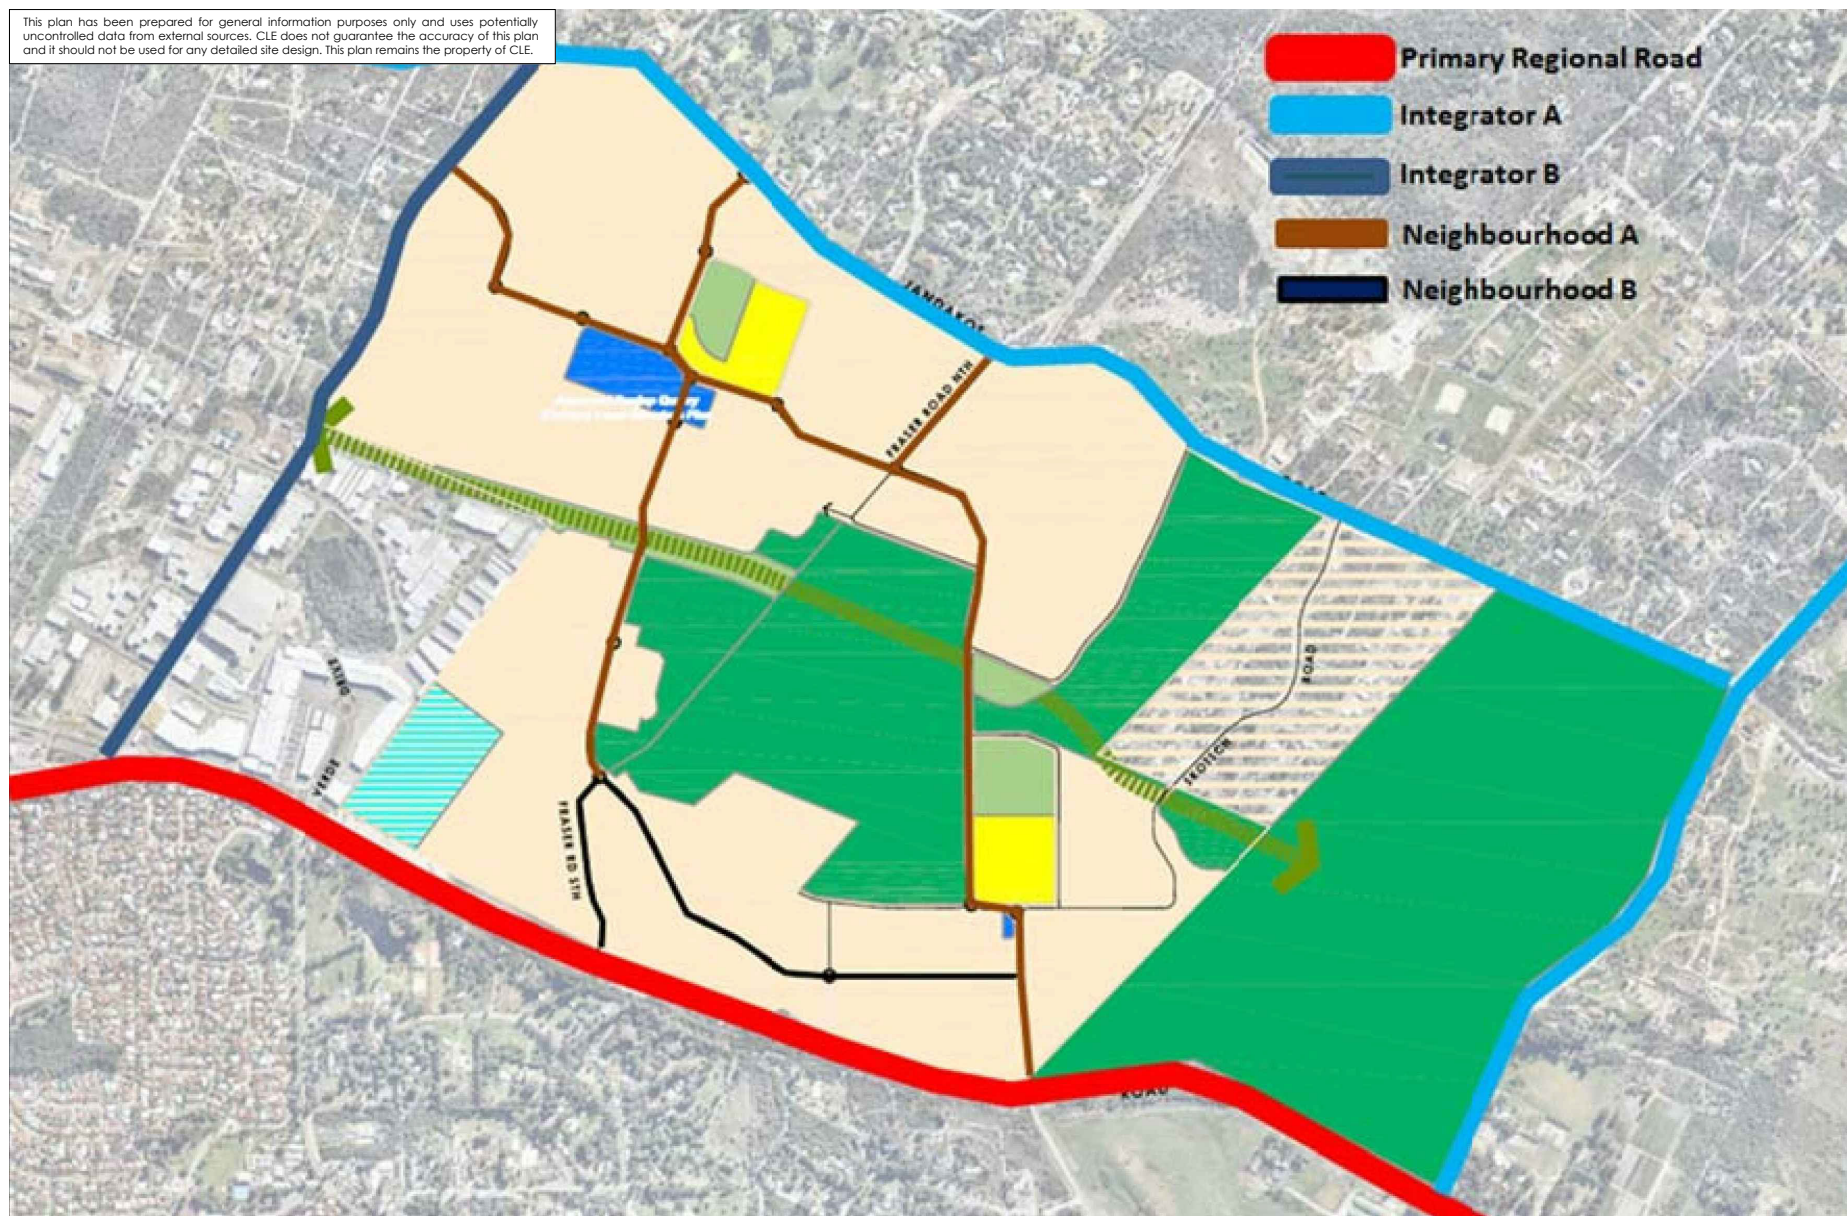 This plan has been prepared for general information purposes only and uses potentially
uncontrolled data from external sources. CLE does not guarantee the accuracy of this plan
and it should not be used for any detailed site design. This plan remains the property of CLE.
Primary Regional Road
Integrator A
Integrator B
Neighbourhood A
Neighbourhood B
JANDAKOT
FRASER ROAD NTH
ROAD
ROAD
SKOTSCH
DRIVE
BIDGEE
FRASER RD STH
ROAD